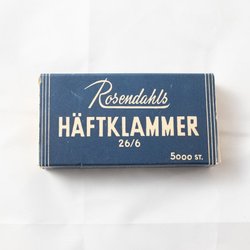 Rosendahls
HÄFTKLAMMER
26/6
5000 ST.